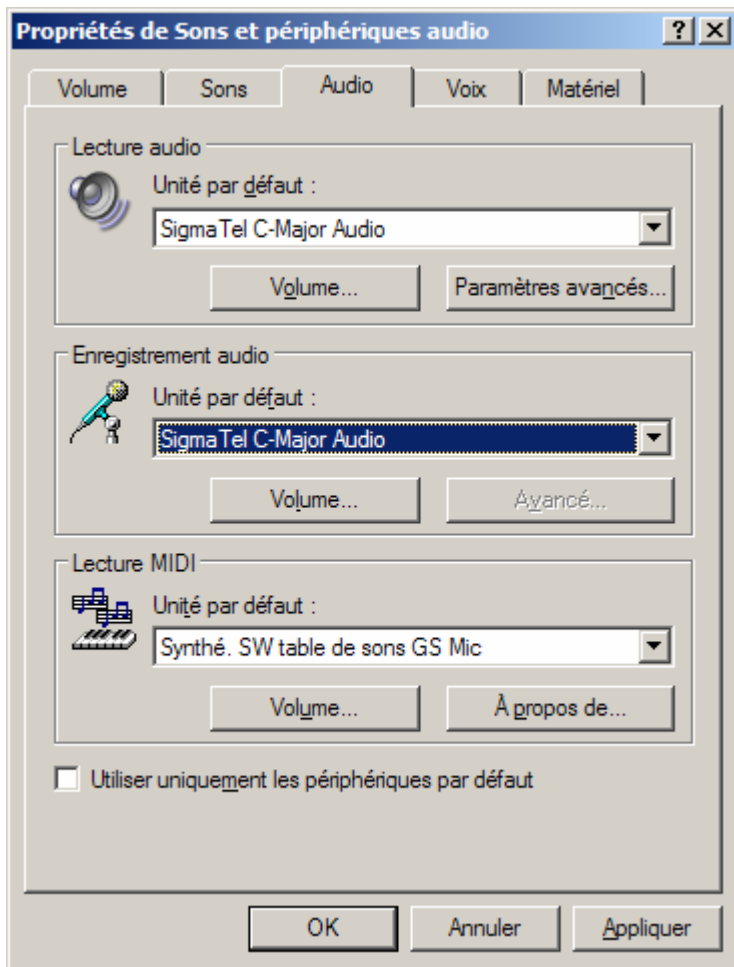 Propriétés de Sons et périphériques audio
Volume Sons Audio Voix Matériel
Lecture audio
Unité par défaut :
SigmaTel C-Major Audio
Volume... Paramètres avancés...
Enregistrement audio
Unité par défaut :
SigmaTel C-Major Audio
Volume... Avancé...
Lecture MIDI
Unité par défaut :
Synthé. SW table de sons GS Mic
Volume... À propos de...
Utiliser uniquement les périphériques par défaut
OK Annuler Appliquer